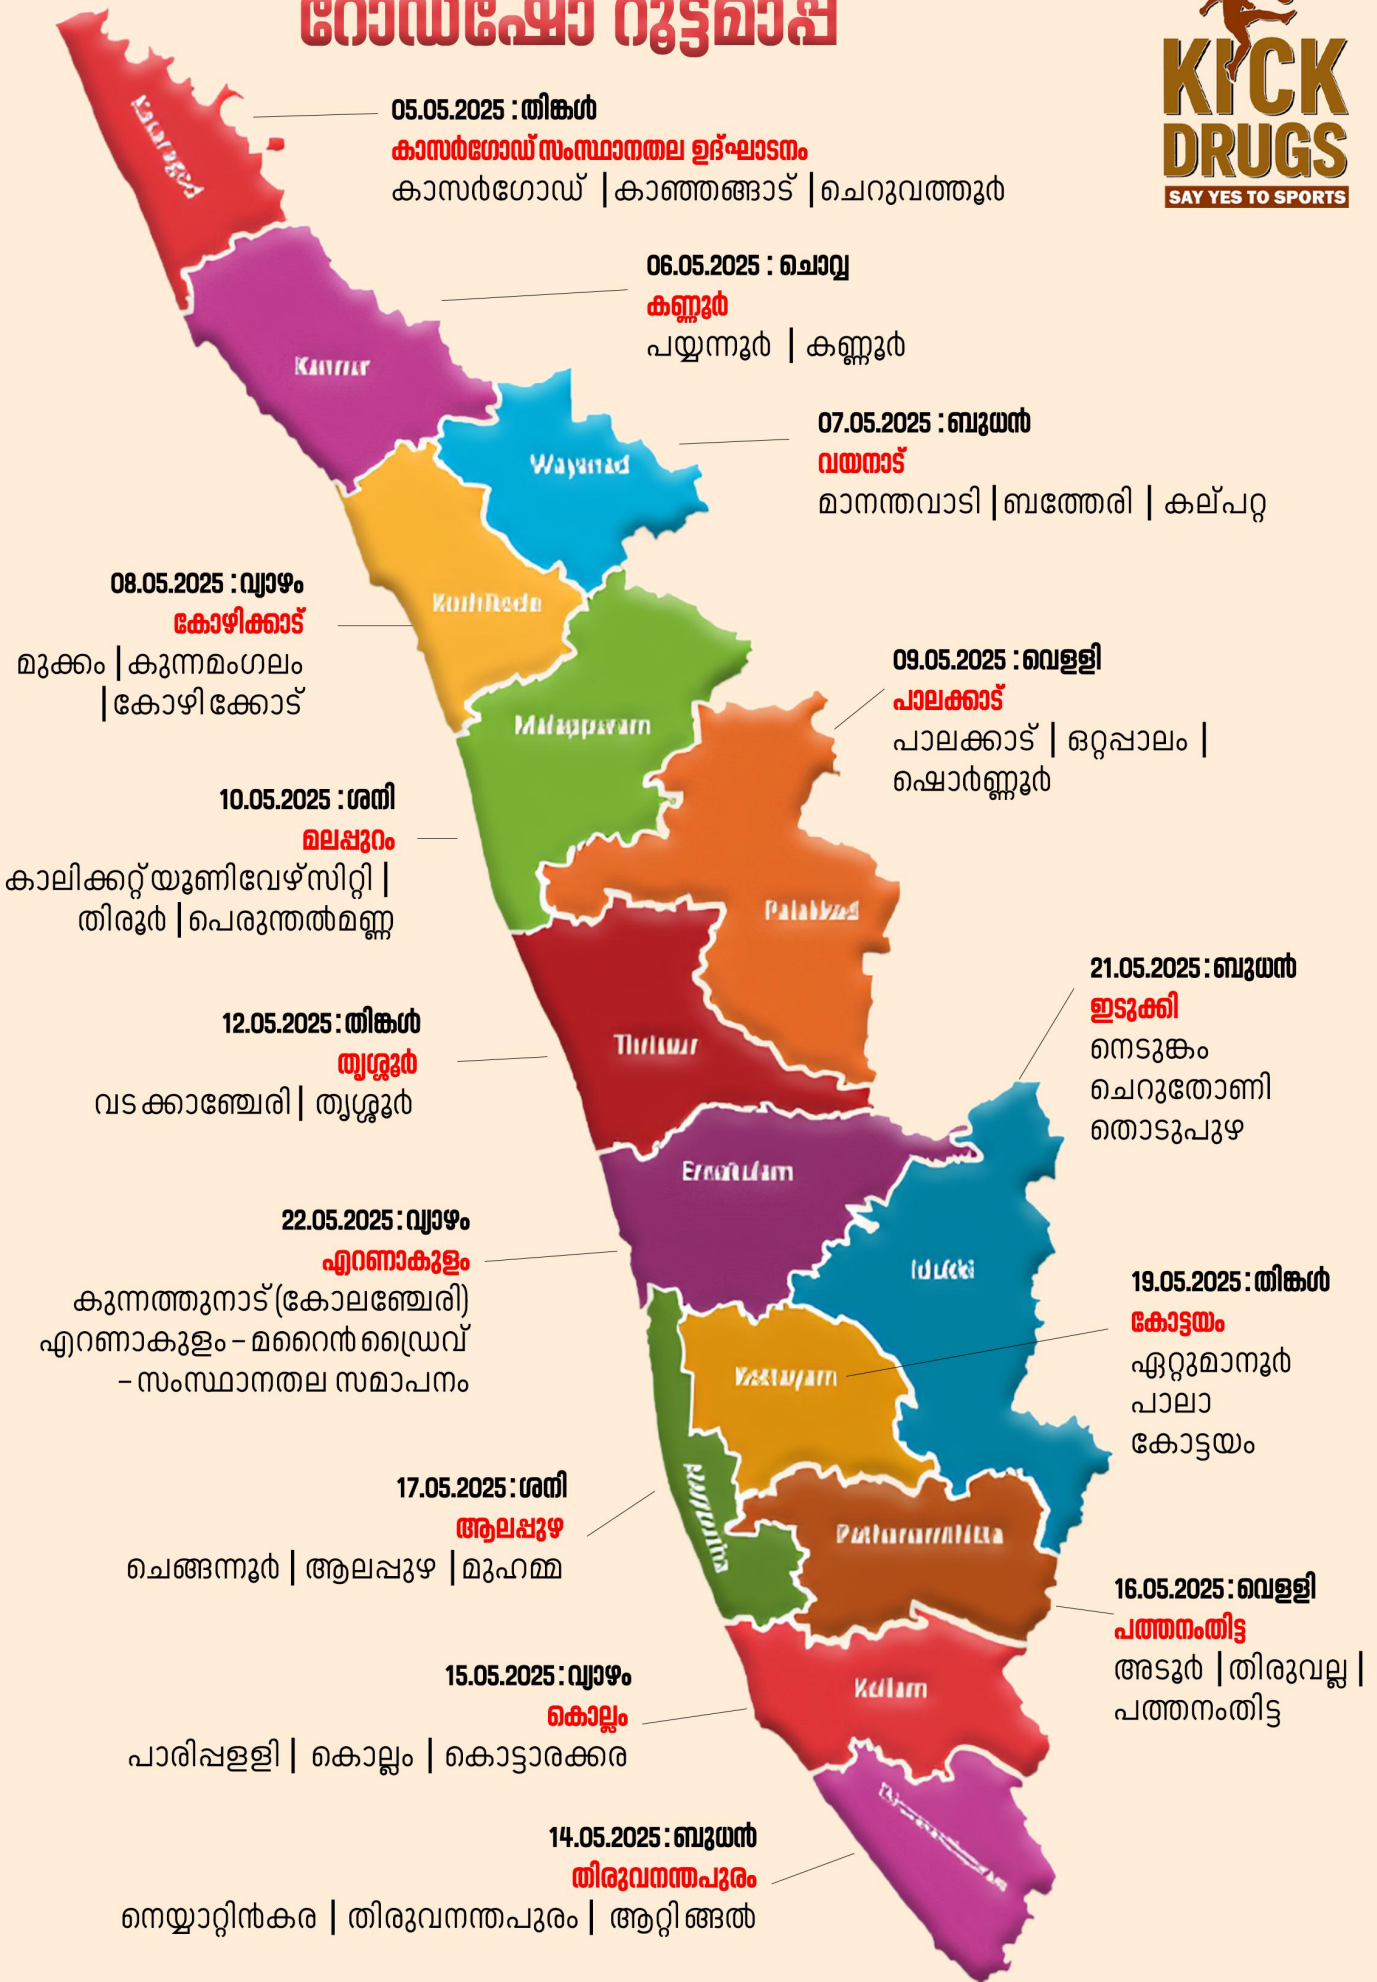 റോഡ്ഷോ റൂട്ട്മാപ്പ്
KICK
DRUGS
SAY YES TO SPORTS
05.05.2025 : തിങ്കൾ
കാസർഗോഡ് സംസ്ഥാനതല ഉദ്ഘാടനം
കാസർഗോഡ് | കാഞ്ഞങ്ങാട് | ചെറുവത്തൂർ
06.05.2025 : ചൊവ്വ
കണ്ണൂർ
പയ്യന്നൂർ | കണ്ണൂർ
Wayanad
07.05.2025 : ബുധൻ
വയനാട്
മാനന്തവാടി | ബത്തേരി | കല്പറ്റ
08.05.2025 : വ്യാഴം
കോഴിക്കാട്
മുക്കം | കുന്നമംഗലം
| കോഴിക്കോട്
09.05.2025 : വെളളി
പാലക്കാട്
പാലക്കാട് | ഒറ്റപ്പാലം |
ഷൊർണ്ണൂർ
10.05.2025 : ശനി
മലപ്പുറം
കാലിക്കറ്റ് യൂണിവേഴ്സിറ്റി |
തിരൂർ | പെരുന്തൽമണ്ണ
12.05.2025 : തിങ്കൾ
തൃശ്ശൂർ
വടക്കാഞ്ചേരി | തൃശ്ശൂർ
21.05.2025 : ബുധൻ
ഇടുക്കി
നെടുങ്കം
ചെറുതോണി
തൊടുപുഴ
22.05.2025 : വ്യാഴം
എറണാകുളം
കുന്നത്തുനാട് (കോലഞ്ചേരി)
എറണാകുളം – മറൈൻ ഡ്രൈവ്
– സംസ്ഥാനതല സമാപനം
19.05.2025 : തിങ്കൾ
കോട്ടയം
ഏറ്റുമാനൂർ
പാലാ
കോട്ടയം
17.05.2025 : ശനി
ആലപ്പുഴ
ചെങ്ങന്നൂർ | ആലപ്പുഴ | മുഹമ്മ
16.05.2025 : വെളളി
പത്തനംതിട്ട
അടൂർ | തിരുവല്ല |
പത്തനംതിട്ട
15.05.2025 : വ്യാഴം
കൊല്ലം
പാരിപ്പളളി | കൊല്ലം | കൊട്ടാരക്കര
14.05.2025 : ബുധൻ
തിരുവനന്തപുരം
നെയ്യാറ്റിൻകര | തിരുവനന്തപുരം | ആറ്റിങ്ങൽ